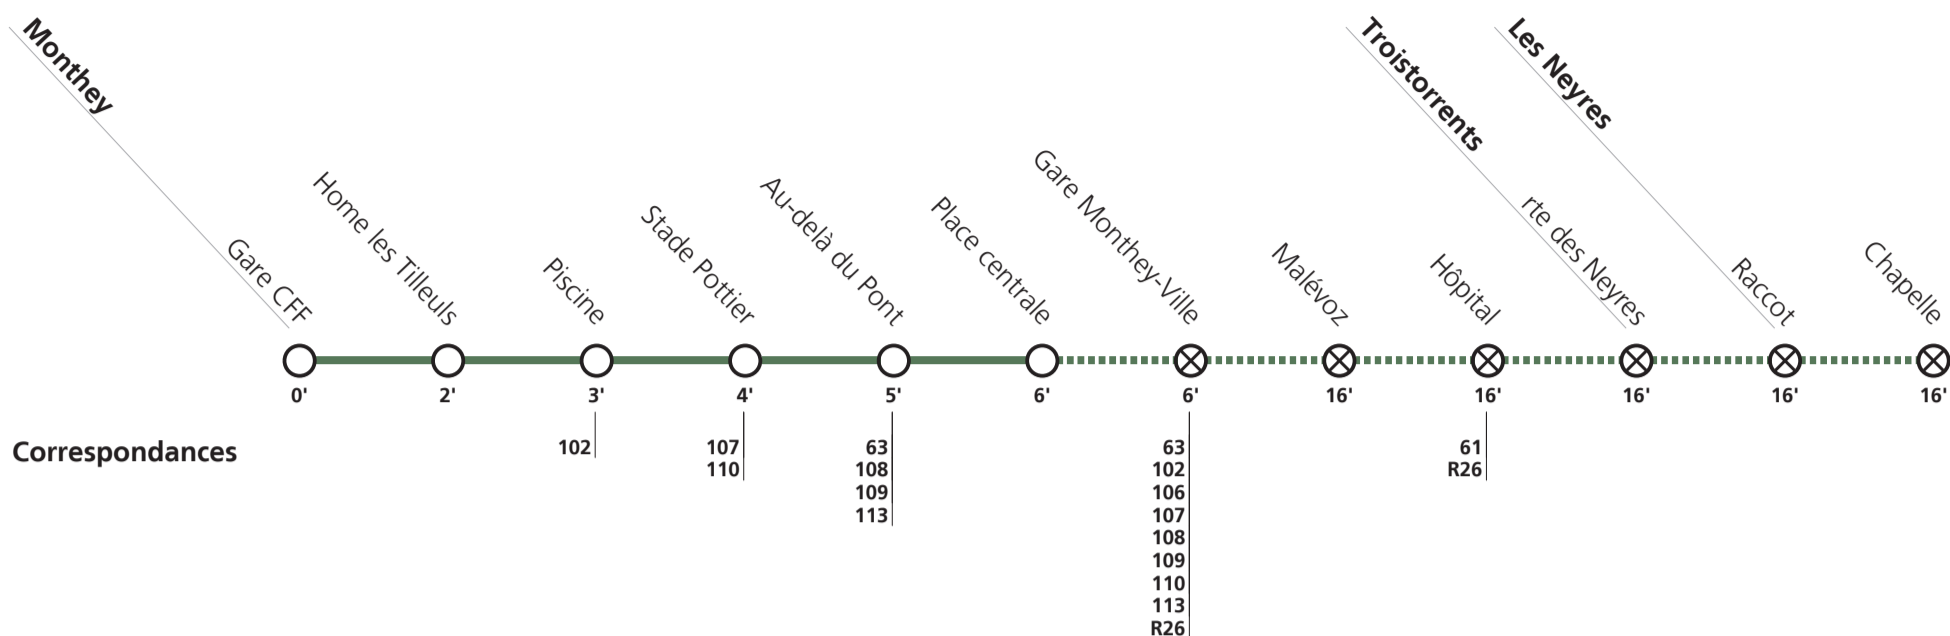 Monthey
Troistorrents
Les Neyres
Gare CFF
Home les Tilleuls
Piscine
Stade Pottier
Au-delà du Pont
Place centrale
Gare Monthey-Ville
Malévoz
Hôpital
rte des Neyres
Raccot
Chapelle
0' 2' 3' 4' 5' 6' 6' 16' 16' 16' 16' 16'
Correspondances
102
107
110
63
108
109
113
63
102
106
107
108
109
110
113
R26
61
R26